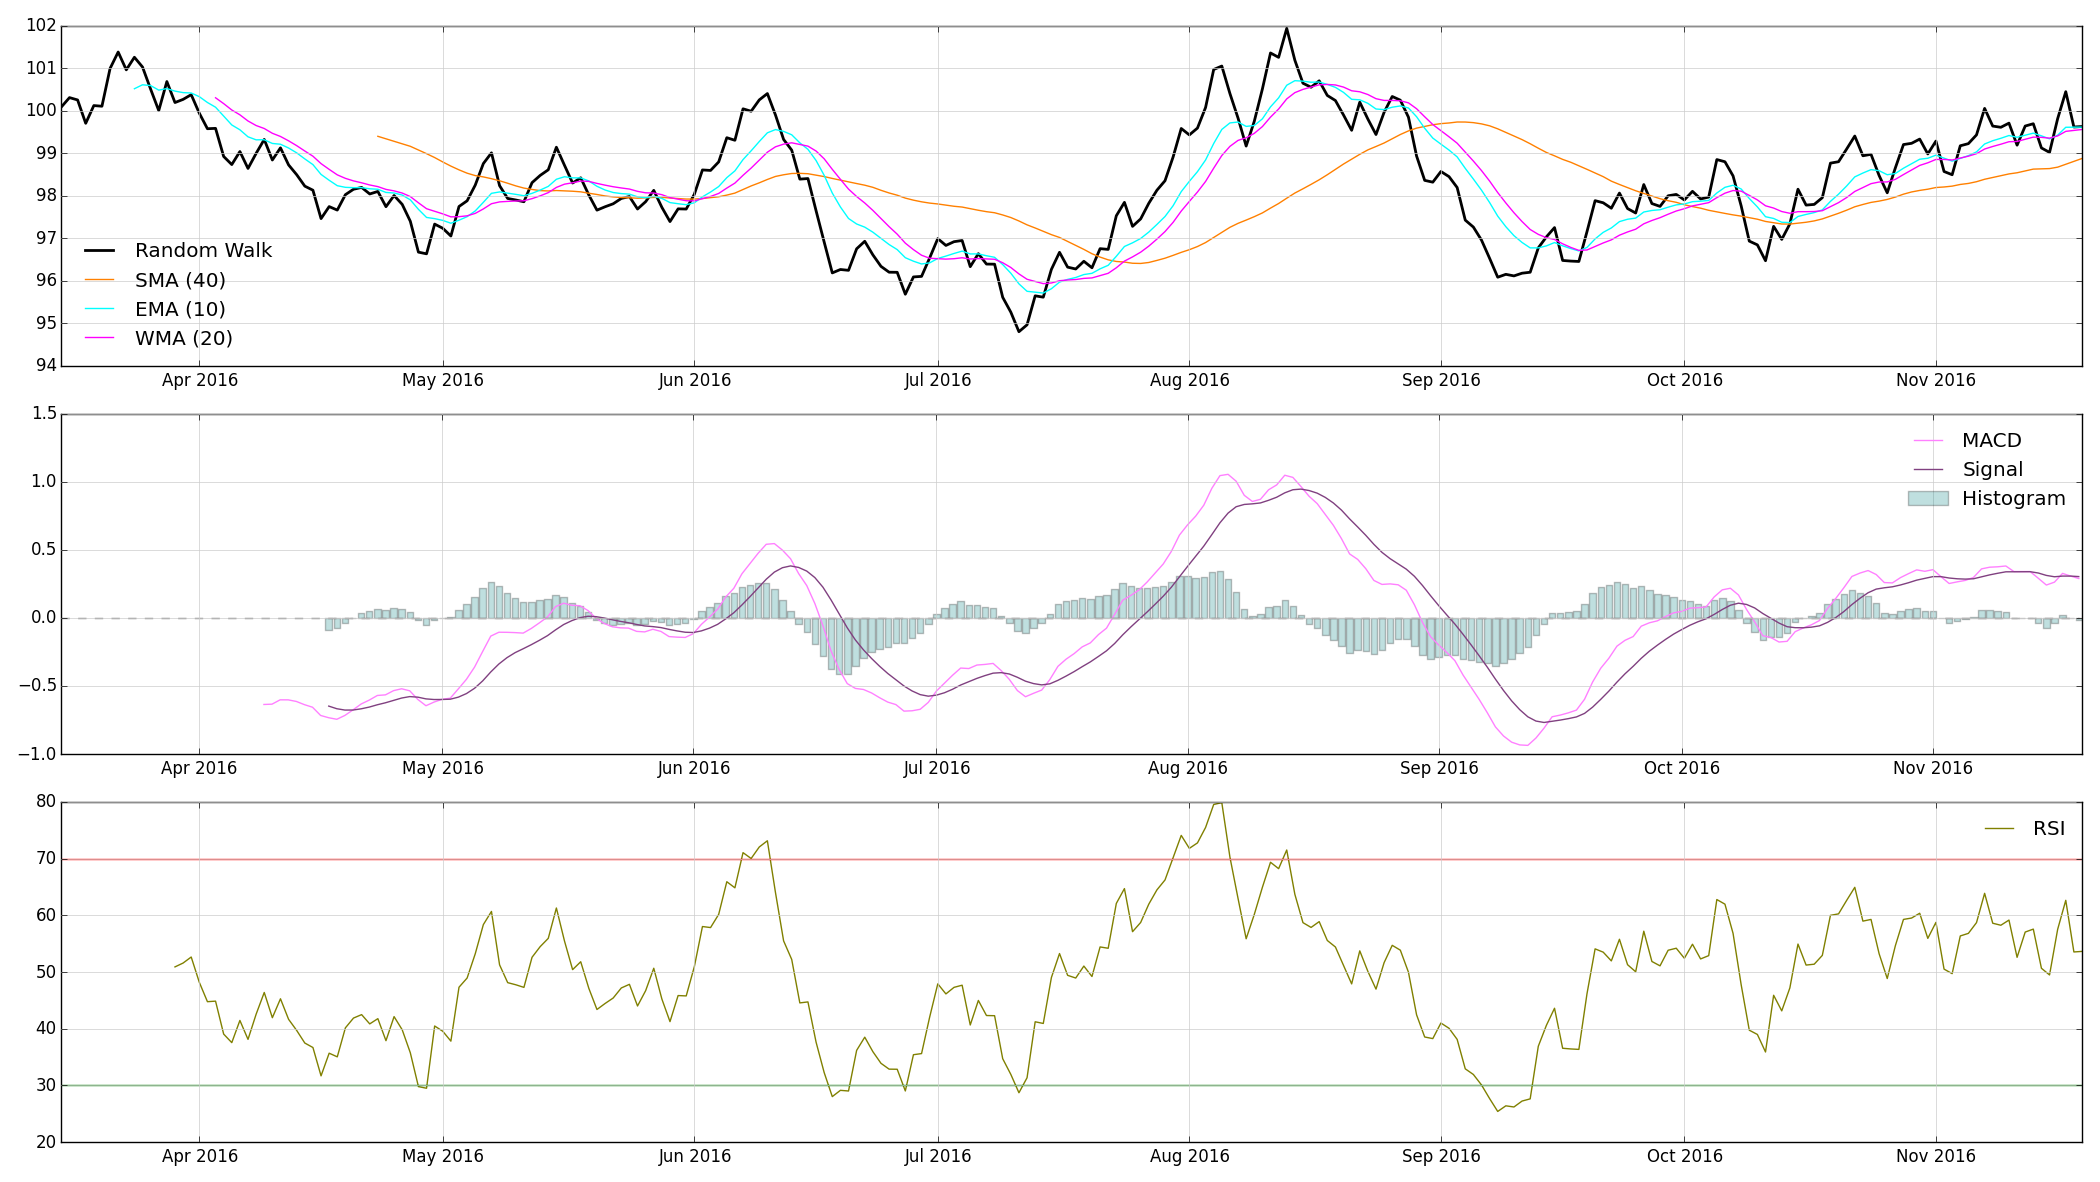 102
101
100
99
98
97
96
95
94
Random Walk
SMA (40)
EMA (10)
WMA (20)
Apr 2016 May 2016 Jun 2016 Jul 2016 Aug 2016 Sep 2016 Oct 2016 Nov 2016
1.5
1.0
0.5
0.0
−0.5
−1.0
MACD
Signal
Histogram
Apr 2016 May 2016 Jun 2016 Jul 2016 Aug 2016 Sep 2016 Oct 2016 Nov 2016
80
70
60
50
40
30
20
RSI
Apr 2016 May 2016 Jun 2016 Jul 2016 Aug 2016 Sep 2016 Oct 2016 Nov 2016